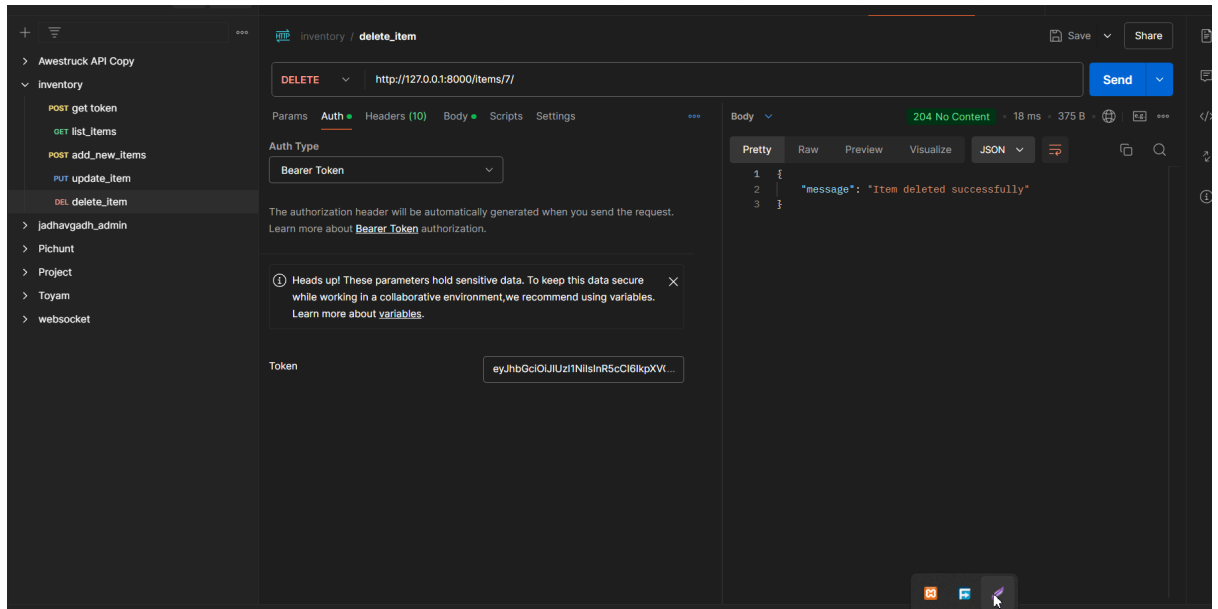 inventory / delete_item
Save
Share
Awestruck API Copy
inventory
POST get token
GET list_items
POST add_new_items
PUT update_item
DEL delete_item
jadhavgadh_admin
Pichunt
Project
Toyam
websocket
DELETE
http://127.0.0.1:8000/items/7/
Send
Params Auth Headers (10) Body Scripts Settings
Auth Type
Bearer Token
The authorization header will be automatically generated when you send the request.
Learn more about Bearer Token authorization.
Heads up! These parameters hold sensitive data. To keep this data secure
while working in a collaborative environment,we recommend using variables.
Learn more about variables.
Token
Body
204 No Content
18 ms
375 B
Pretty Raw Preview Visualize JSON
1 {
2 "message": "Item deleted successfully"
3 }